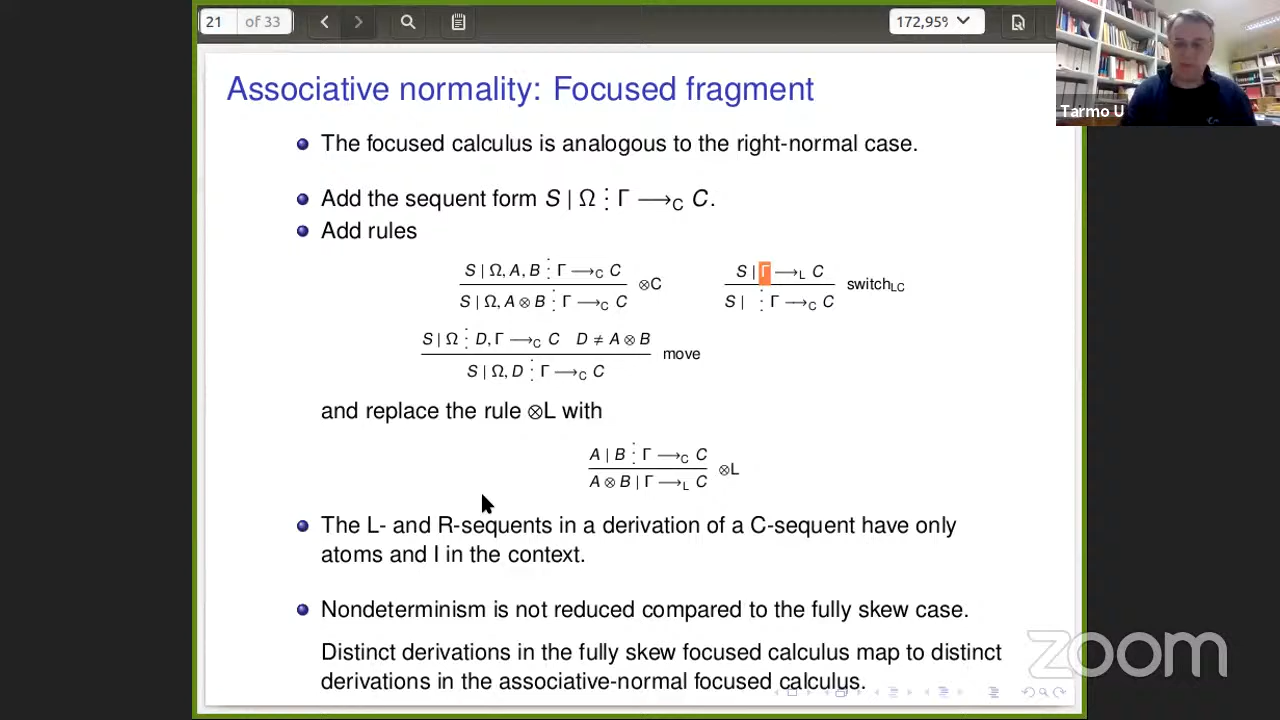 21 of 33 172,95%
Tarmo U
Associative normality: Focused fragment
The focused calculus is analogous to the right-normal case.
Add the sequent form S | Ω ⋮ Γ ⟶C C.
Add rules
S | Ω, A, B ⋮ Γ ⟶C C
S | Ω, A ⊗ B ⋮ Γ ⟶C C ⊗C
S | Γ ⟶L C
S | ⋮ Γ ⟶C C switchLC
S | Ω ⋮ D, Γ ⟶C C D ≠ A ⊗ B
S | Ω, D ⋮ Γ ⟶C C move
and replace the rule ⊗L with
A | B ⋮ Γ ⟶C C
A ⊗ B | Γ ⟶L C ⊗L
The L- and R-sequents in a derivation of a C-sequent have only
atoms and I in the context.
Nondeterminism is not reduced compared to the fully skew case.
Distinct derivations in the fully skew focused calculus map to distinct
derivations in the associative-normal focused calculus.
zoom